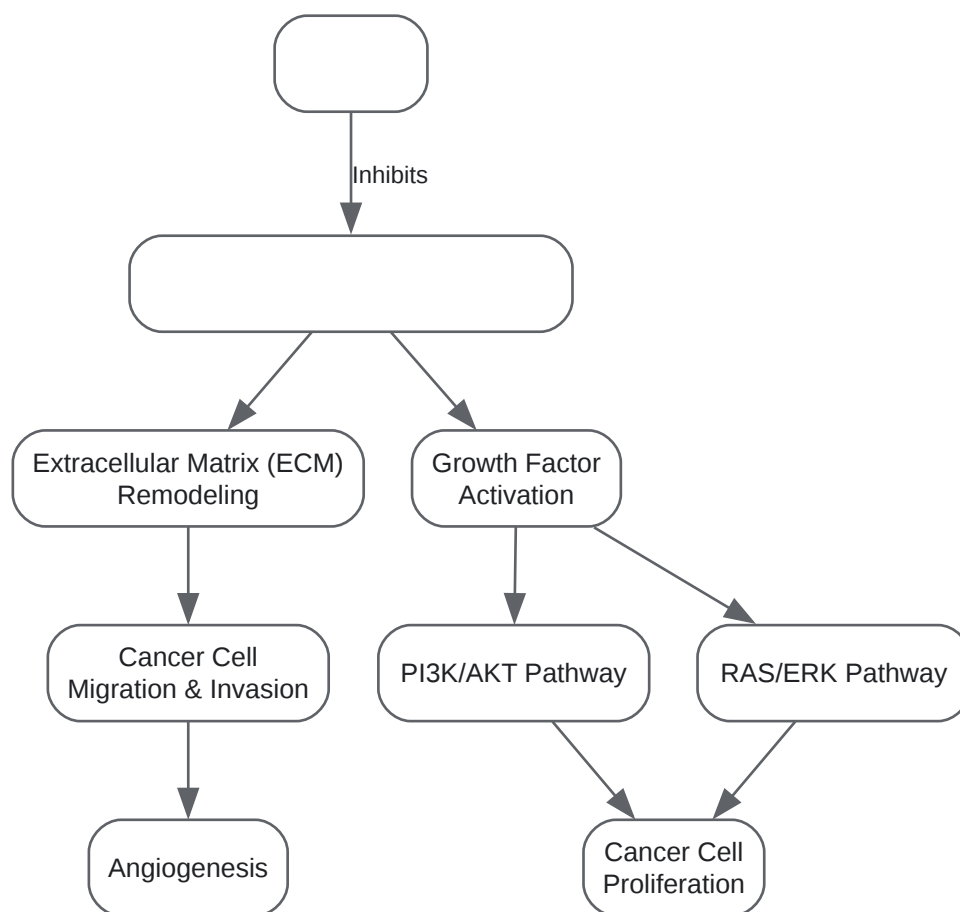 Inhibits
Extracellular Matrix (ECM)
Remodeling
Growth Factor
Activation
Cancer Cell
Migration & Invasion
PI3K/AKT Pathway
RAS/ERK Pathway
Angiogenesis
Cancer Cell
Proliferation